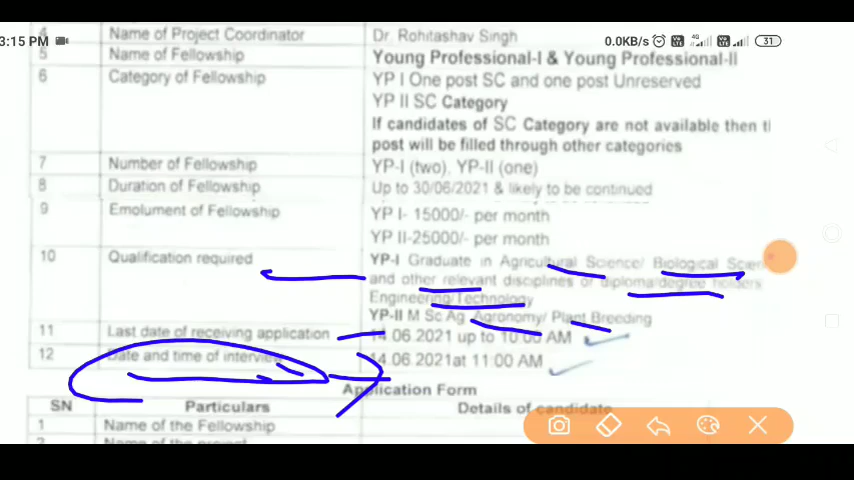 3:15 PM
0.0KB/s 31
4 Name of Project Coordinator Dr. Rohitashav Singh
5 Name of Fellowship Young Professional-I & Young Professional-II
6 Category of Fellowship YP I One post SC and one post Unreserved
YP II SC Category
If candidates of SC Category are not available then
post will be filled through other categories
7 Number of Fellowship YP-I (two), YP-II (one)
8 Duration of Fellowship Up to 30/06/2021 & likely to be continued
9 Emolument of Fellowship YP I- 15000/- per month
YP II-25000/- per month
10 Qualification required YP-I Graduate in Agricultural Science/ Biological
and other relevant disciplines or diploma/degree holders
Engineering/Technology
YP-II M Sc Ag Agronomy/ Plant Breeding
11 Last date of receiving application 14.06.2021 up to 10:00 AM
12 Date and time of interview 14.06 2021at 11:00 AM
Application Form
SN Particulars Details of candidate
1 Name of the Fellowship
2 Name of the project